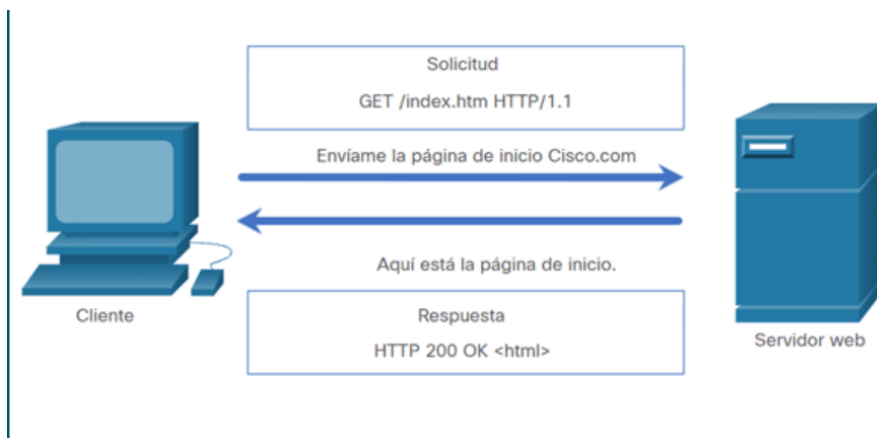 Solicitud
GET /index.htm HTTP/1.1
Envíame la página de inicio Cisco.com
Aquí está la página de inicio.
Cliente
Respuesta
HTTP 200 OK <html>
Servidor web